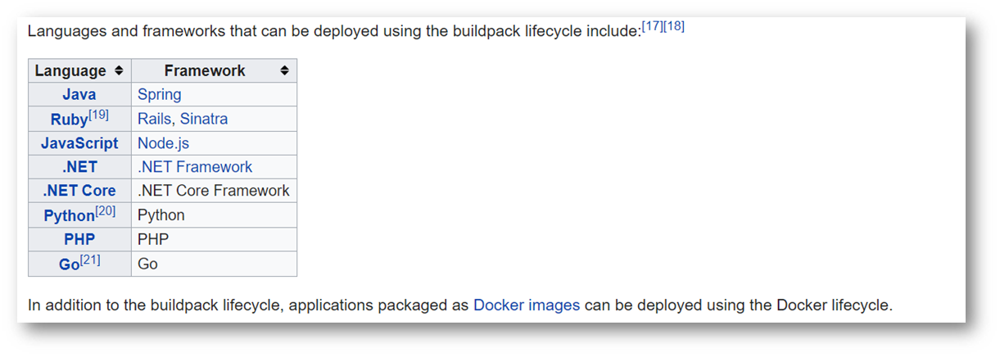 Languages and frameworks that can be deployed using the buildpack lifecycle include:[17][18]
Language Framework
Java Spring
Ruby[19] Rails, Sinatra
JavaScript Node.js
.NET .NET Framework
.NET Core .NET Core Framework
Python[20] Python
PHP PHP
Go[21] Go
In addition to the buildpack lifecycle, applications packaged as Docker images can be deployed using the Docker lifecycle.